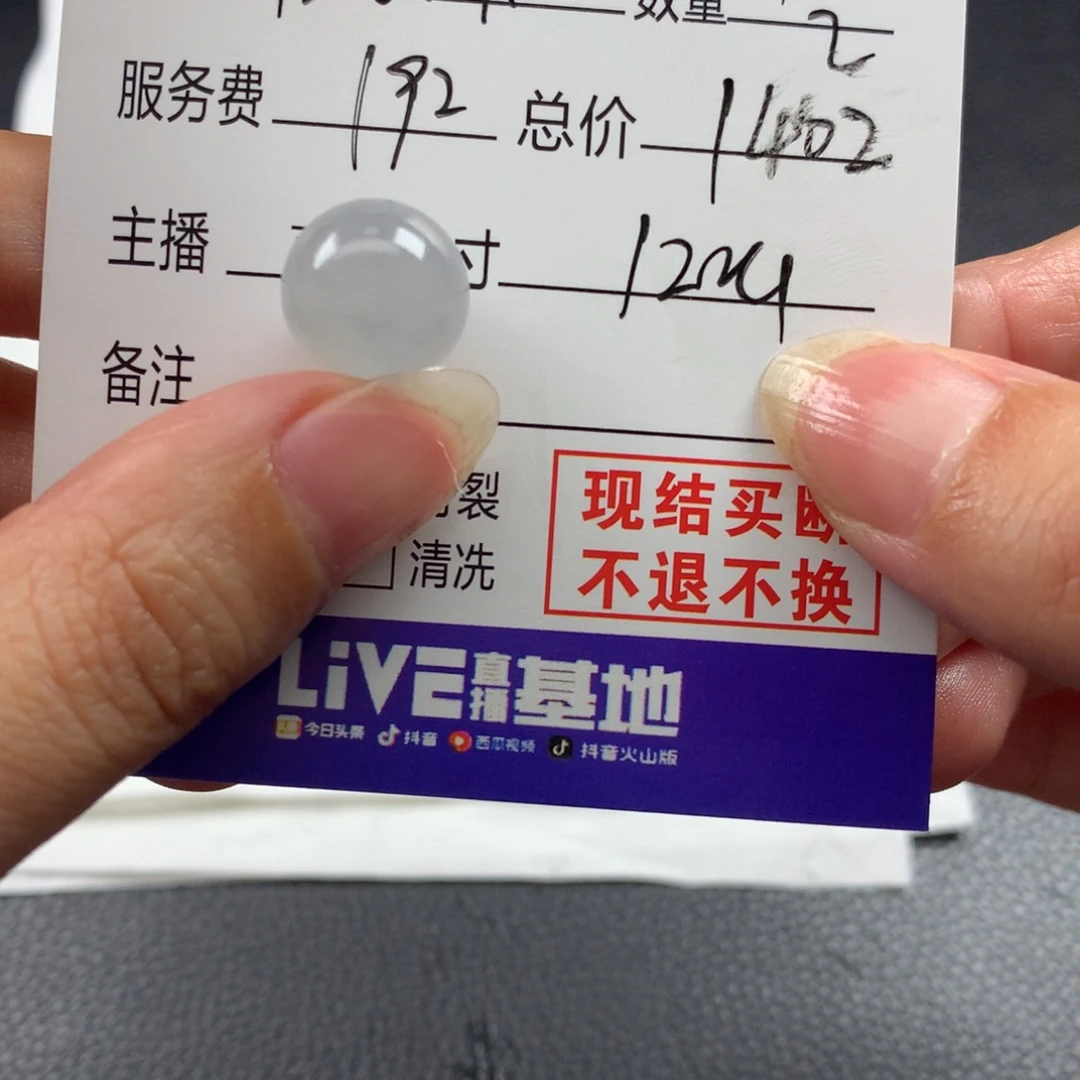 数量 2
服务费 192 总价 1402
主播 寸
备注
裂
现结买断
清洗
不退不换
LiVE直播基地
今日头条 抖音 西瓜视频 抖音火山版